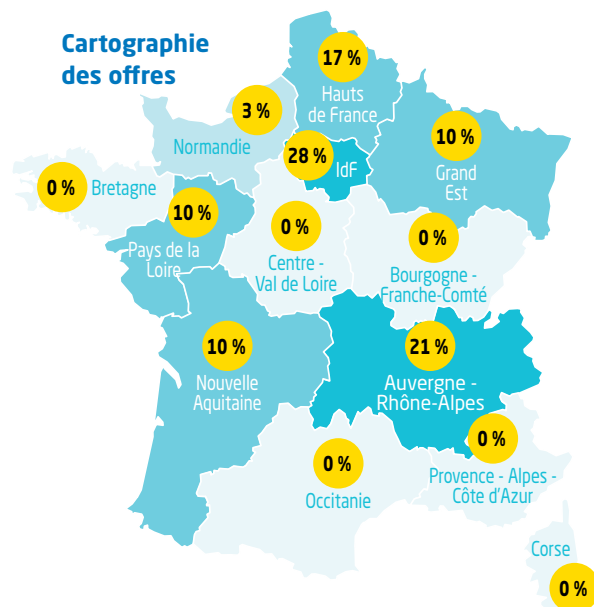 Cartographie
des offres
17 %
Hauts
de France
3 %
Normandie
28 %
IdF
10 %
Grand
Est
0 %
Bretagne
10 %
Pays de la
Loire
0 %
Centre -
Val de Loire
0 %
Bourgogne -
Franche-Comté
10 %
Nouvelle
Aquitaine
21 %
Auvergne -
Rhône-Alpes
0 %
Occitanie
0 %
Provence - Alpes -
Côte d'Azur
Corse
0 %